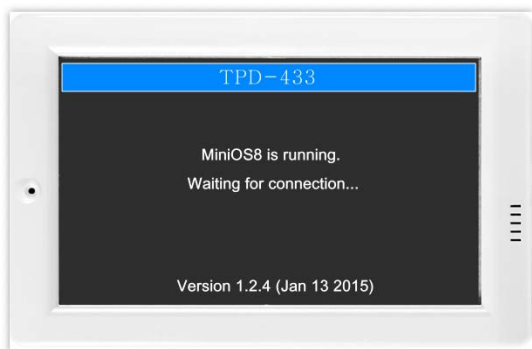 TPD-433
MiniOS8 is running.
Waiting for connection...
Version 1.2.4 (Jan 13 2015)